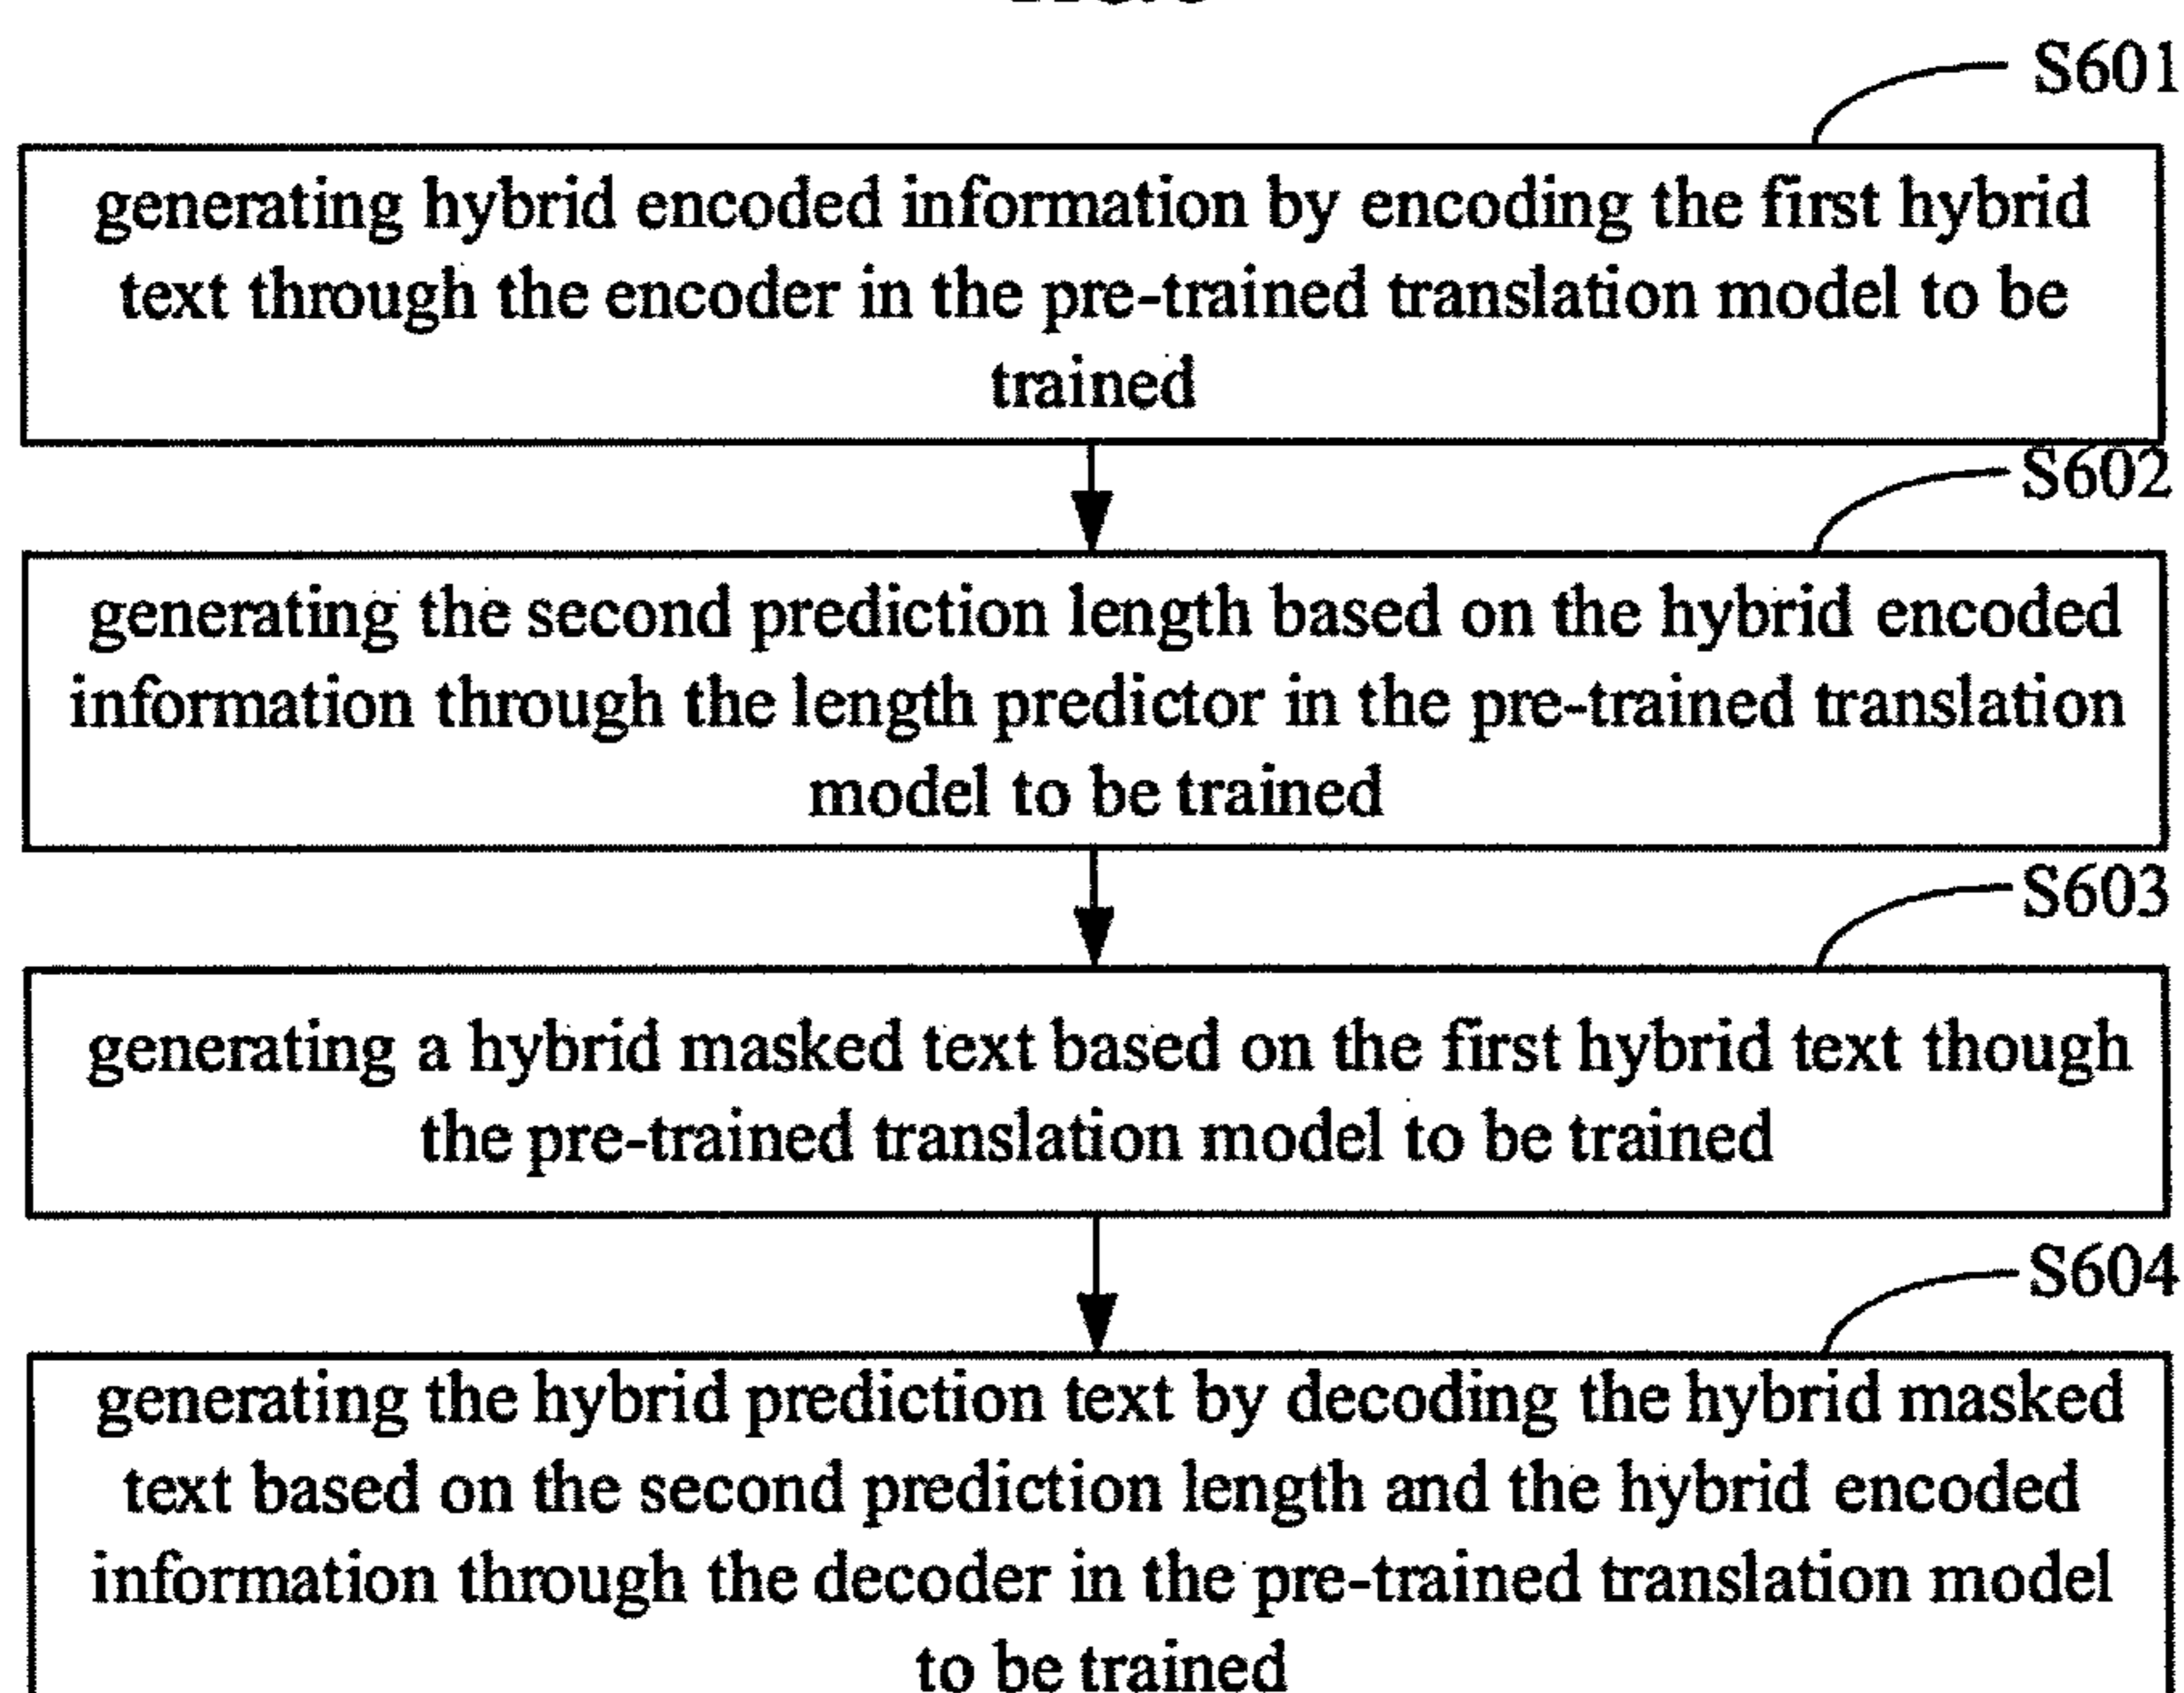 S601
generating hybrid encoded information by encoding the first hybrid
text through the encoder in the pre-trained translation model to be
trained
S602
generating the second prediction length based on the hybrid encoded
information through the length predictor in the pre-trained translation
model to be trained
S603
generating a hybrid masked text based on the first hybrid text though
the pre-trained translation model to be trained
S604
generating the hybrid prediction text by decoding the hybrid masked
text based on the second prediction length and the hybrid encoded
information through the decoder in the pre-trained translation model
to be trained